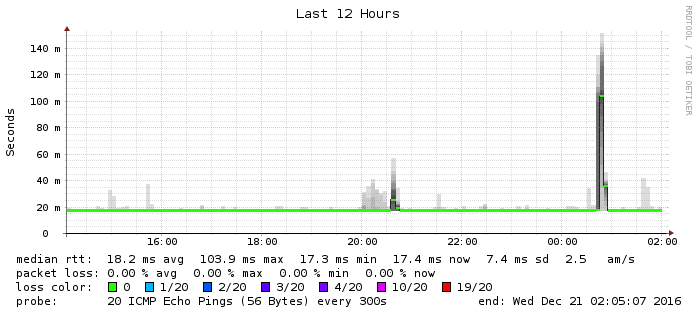 Last 12 Hours
RRDTOOL / TOBI OETIKER
Seconds
140 m
120 m
100 m
80 m
60 m
40 m
20 m
0
16:00 18:00 20:00 22:00 00:00 02:00
median rtt: 18.2 ms avg 103.9 ms max 17.3 ms min 17.4 ms now 7.4 ms sd 2.5 am/s
packet loss: 0.00 % avg 0.00 % max 0.00 % min 0.00 % now
loss color: 0 1/20 2/20 3/20 4/20 10/20 19/20
probe: 20 ICMP Echo Pings (56 Bytes) every 300s end: Wed Dec 21 02:05:07 2016